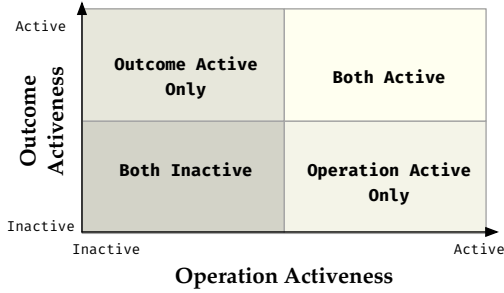 Active
Outcome Active
Only
Both Active
Outcome
Activeness
Both Inactive
Operation Active
Only
Inactive
Inactive
Active
Operation Activeness